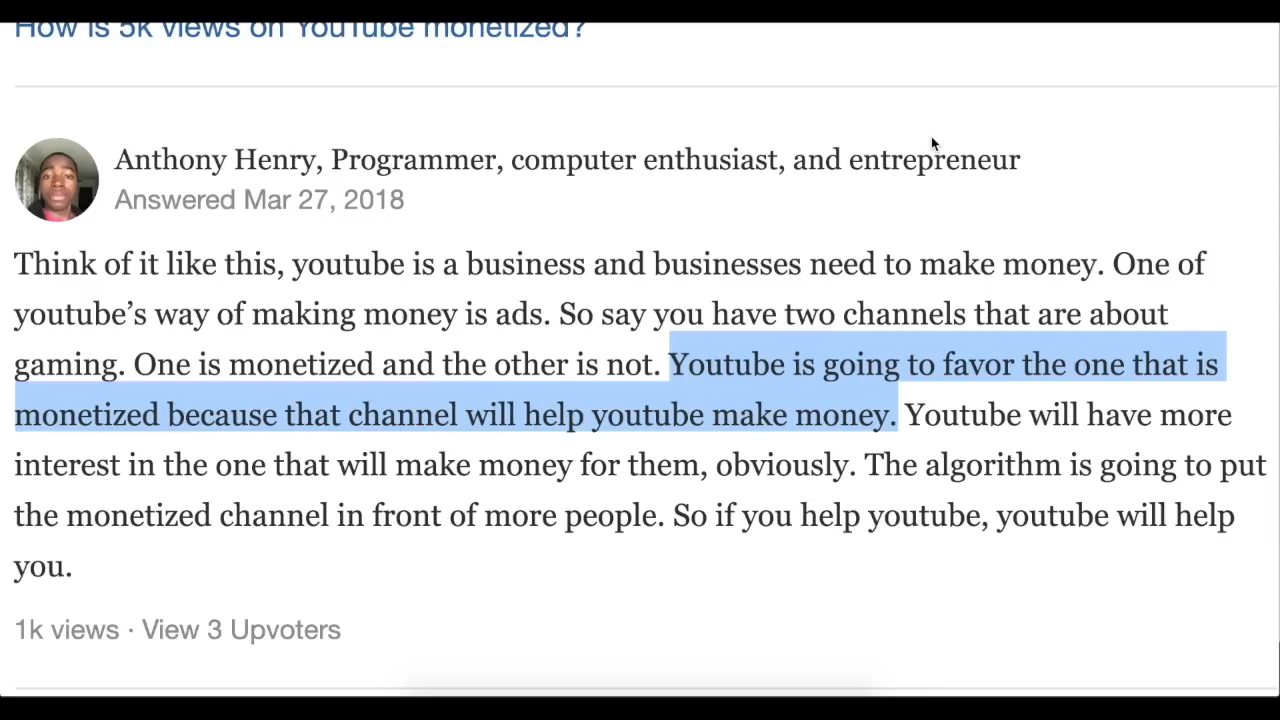 How is 5k views on YouTube monetized?
Anthony Henry, Programmer, computer enthusiast, and entrepreneur
Answered Mar 27, 2018
Think of it like this, youtube is a business and businesses need to make money. One of
youtube’s way of making money is ads. So say you have two channels that are about
gaming. One is monetized and the other is not. Youtube is going to favor the one that is
monetized because that channel will help youtube make money. Youtube will have more
interest in the one that will make money for them, obviously. The algorithm is going to put
the monetized channel in front of more people. So if you help youtube, youtube will help
you.
1k views · View 3 Upvoters